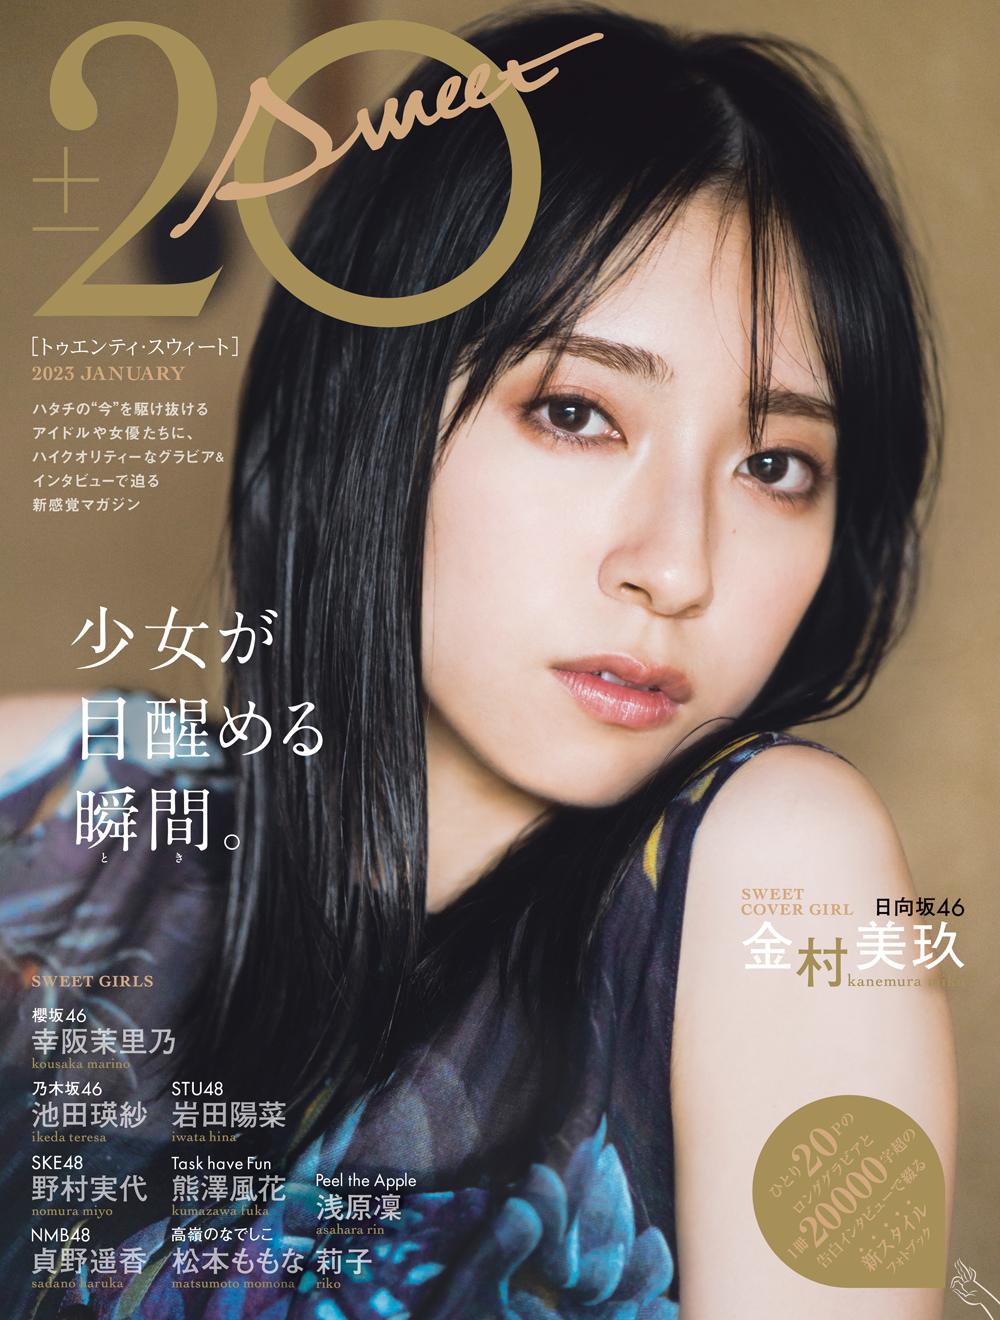 ±20 Sweet
［トゥエンティ・スウィート］
2023 JANUARY
ハタチの“今”を駆け抜ける
アイドルや女優たちに、
ハイクオリティーなグラビア&
インタビューで迫る
新感覚マガジン
少女が
目醒める
瞬間。
とき
SWEET
COVER GIRL
日向坂46
金村美玖
kanemura miku
SWEET GIRLS
櫻坂46
幸阪茉里乃
kousaka marino
乃木坂46
池田瑛紗
ikeda teresa
STU48
岩田陽菜
iwata hina
SKE48
野村実代
nomura miyo
Task have Fun
熊澤風花
kumazawa fuka
Peel the Apple
浅原凜
asahara rin
NMB48
貞野遥香
sadano haruka
高嶺のなでしこ
松本ももな
matsumoto momona
莉子
riko
ひとり20Pの
ロンググラビアと
1冊20000字超の
告白インタビューで綴る
新スタイル
フォトブック